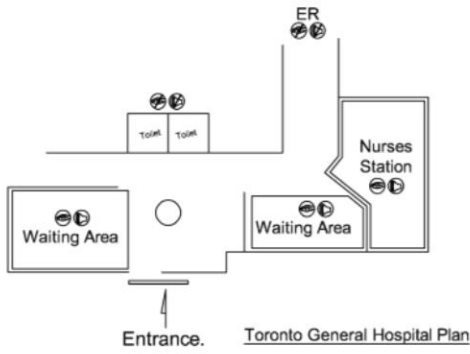 ER
Toilet Toilet
Nurses
Station
Waiting Area
Waiting Area
Entrance.
Toronto General Hospital Plan